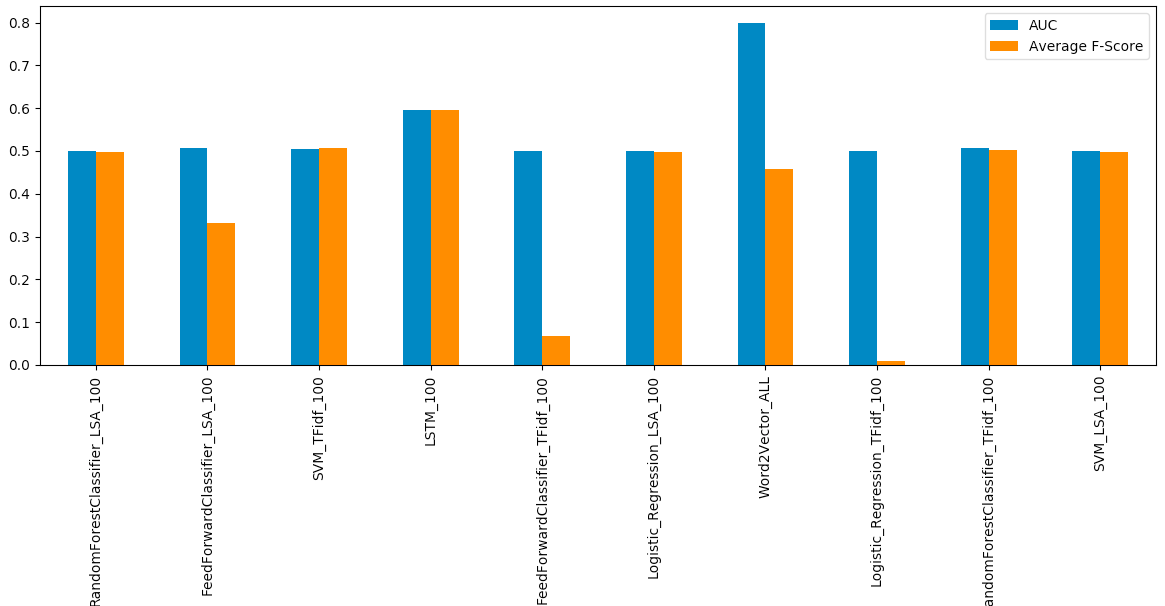 AUC
Average F-Score
0.8
0.7
0.6
0.5
0.4
0.3
0.2
0.1
0.0
RandomForestClassifier_LSA_100
FeedForwardClassifier_LSA_100
SVM_TFidf_100
LSTM_100
FeedForwardClassifier_TFidf_100
Logistic_Regression_LSA_100
Word2Vector_ALL
Logistic_Regression_TFidf_100
andomForestClassifier_TFidf_100
SVM_LSA_100